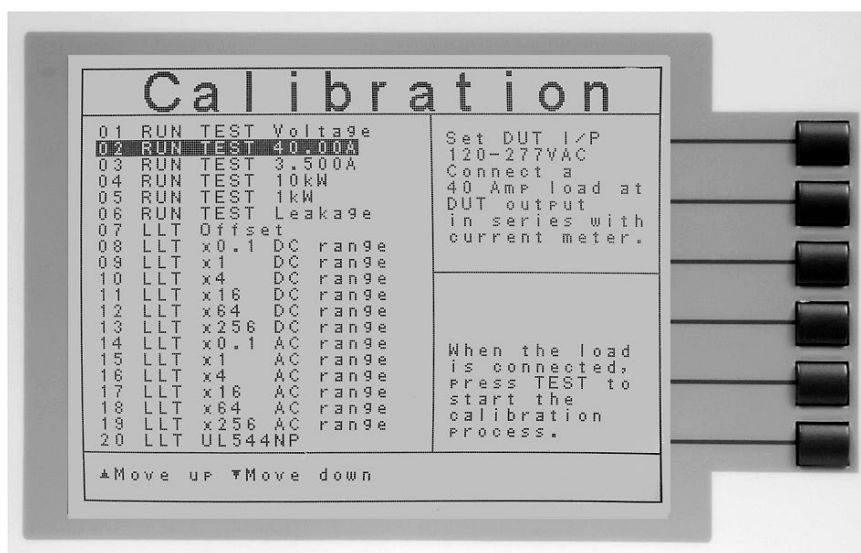 Calibration
01 RUN TEST Voltage
02 RUN TEST 40.00A
03 RUN TEST 3.500A
04 RUN TEST 10kW
05 RUN TEST 1kW
06 RUN TEST Leakage
07 LLT Offset
08 LLT x0.1 DC range
09 LLT x1 DC range
10 LLT x4 DC range
11 LLT x16 DC range
12 LLT x64 DC range
13 LLT x256 DC range
14 LLT x0.1 AC range
15 LLT x1 AC range
16 LLT x4 AC range
17 LLT x16 AC range
18 LLT x64 AC range
19 LLT x256 AC range
20 LLT UL544NP
Set DUT I/P
120-277VAC
Connect a
40 Amp load at
DUT output
in series with
current meter.
When the load
is connected,
press TEST to
start the
calibration
process.
▲Move up ▼Move down